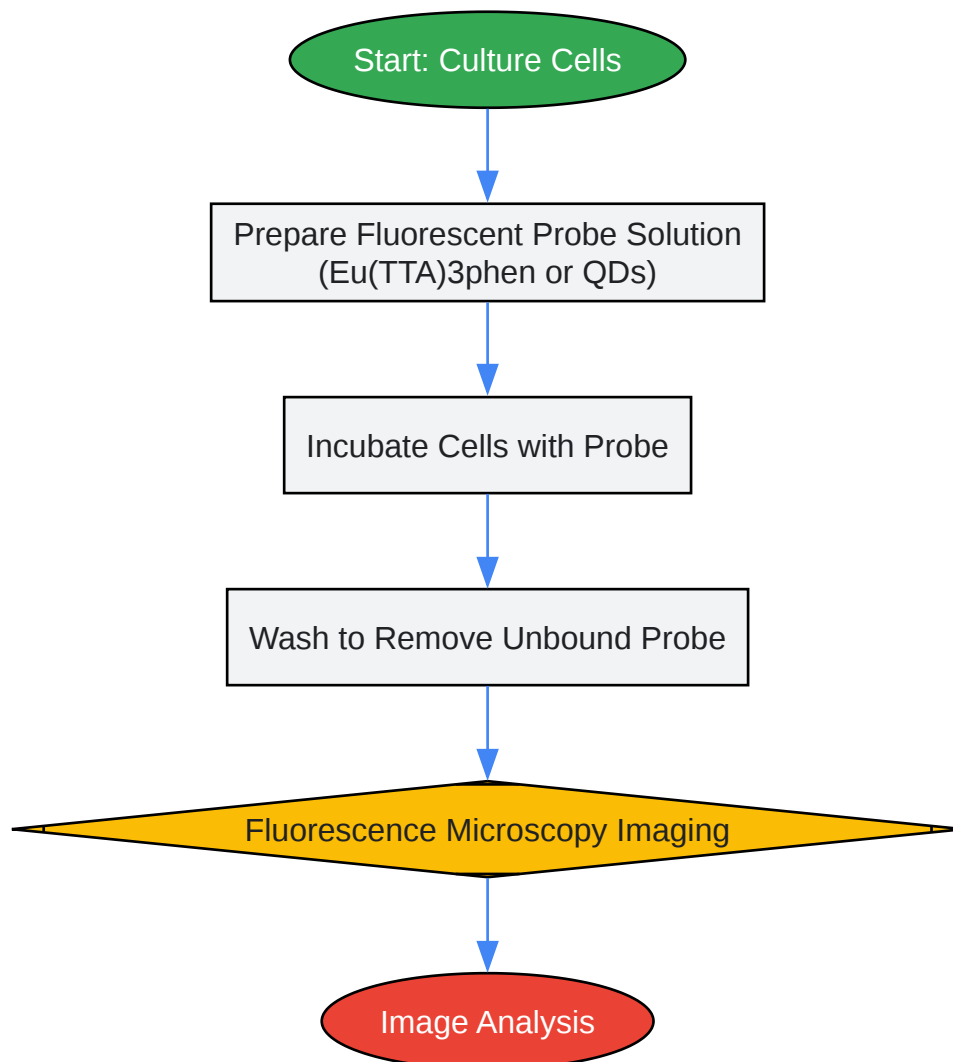 Start: Culture Cells
Prepare Fluorescent Probe Solution
(Eu(TTA)3phen or QDs)
Incubate Cells with Probe
Wash to Remove Unbound Probe
Fluorescence Microscopy Imaging
Image Analysis